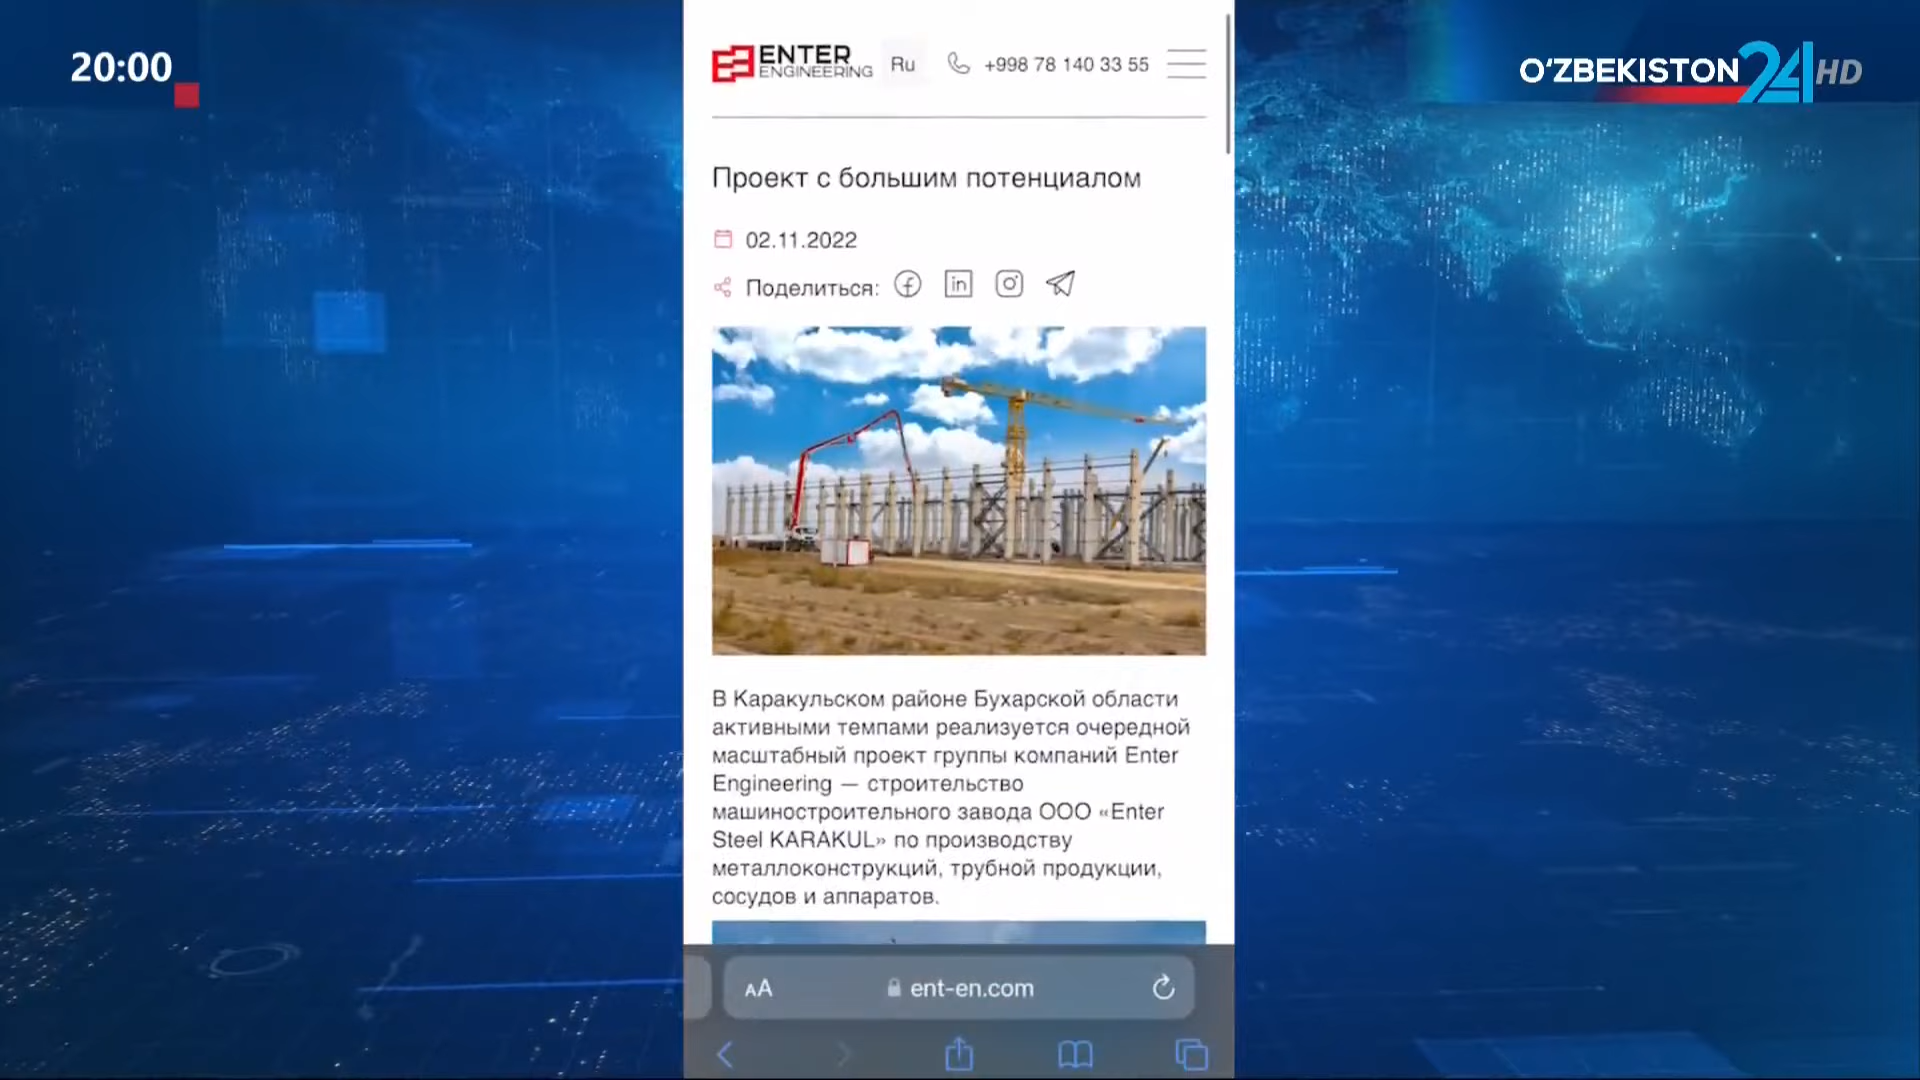 20:00
O‘ZBEKISTON 24 HD
ENTER
ENGINEERING
Ru
+998 78 140 33 55
Проект с большим потенциалом
02.11.2022
Поделиться:
В Каракульском районе Бухарской области
активными темпами реализуется очередной
масштабный проект группы компаний Enter
Engineering — строительство
машиностроительного завода ООО «Enter
Steel KARAKUL» по производству
металлоконструкций, трубной продукции,
сосудов и аппаратов.
AA
ent-en.com